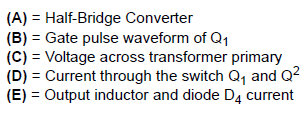 (A) = Half-Bridge Converter
(B) = Gate pulse waveform of Q₁
(C) = Voltage across transformer primary
(D) = Current through the switch Q₁ and Q²
(E) = Output inductor and diode D₄ current